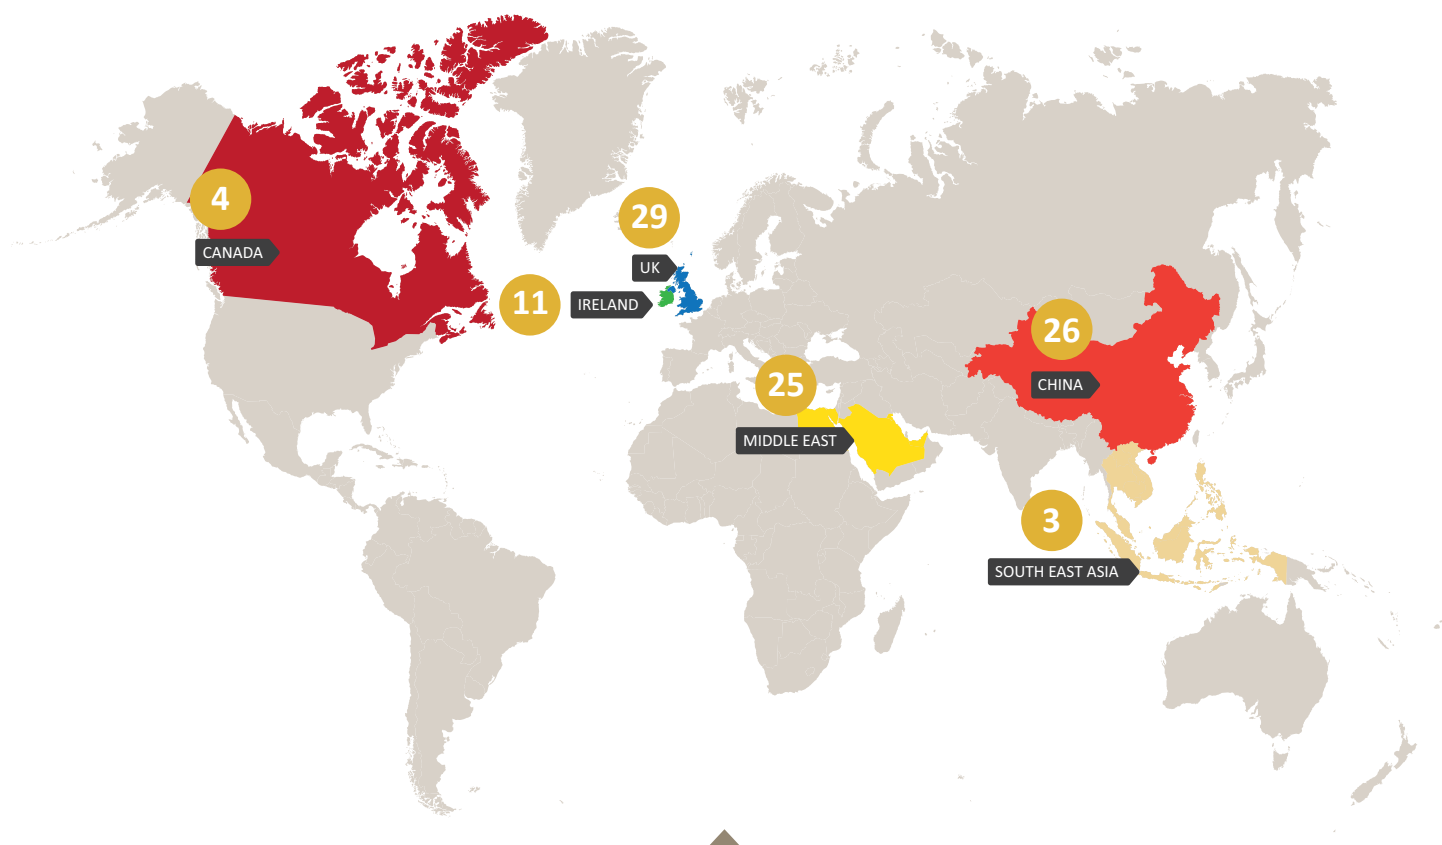 4
CANADA
29
UK
11
IRELAND
26
CHINA
25
MIDDLE EAST
3
SOUTH EAST ASIA